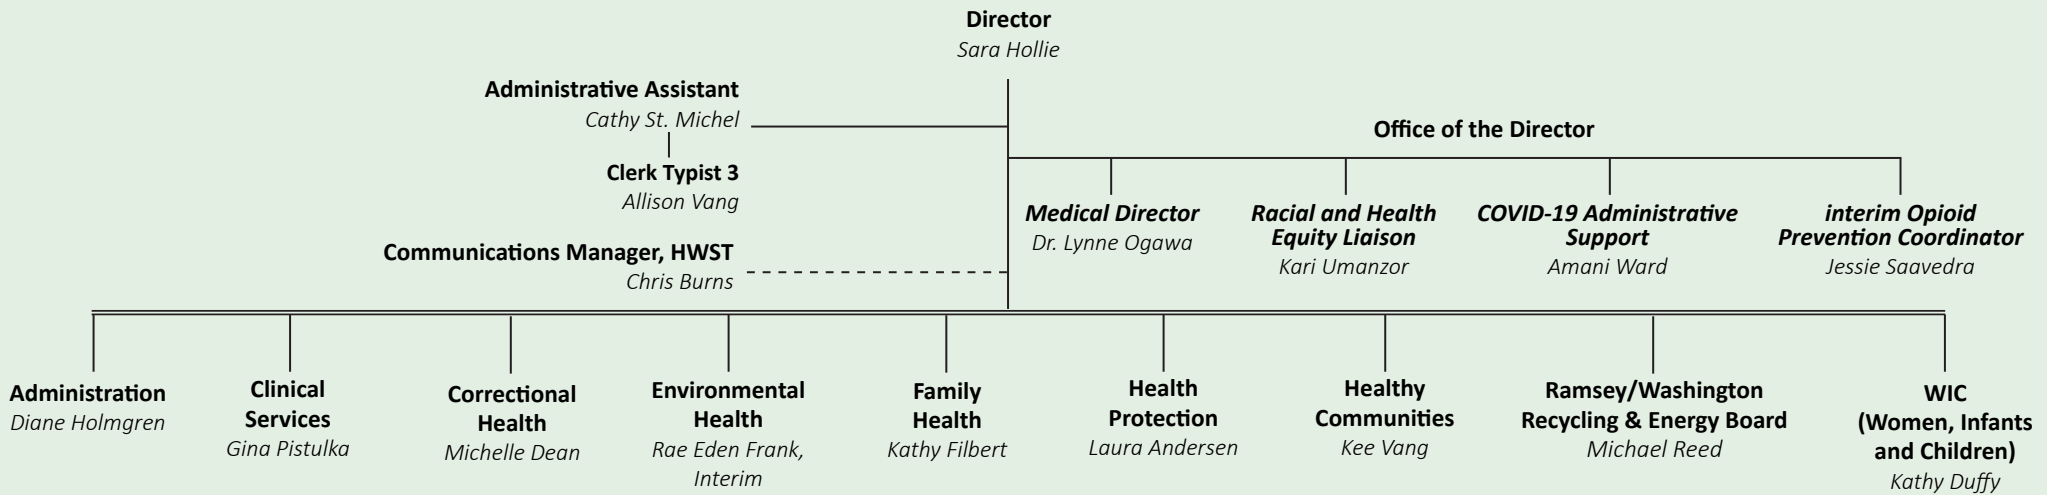 Director
Sara Hollie
Administrative Assistant
Cathy St. Michel
Clerk Typist 3
Allison Vang
Communications Manager, HWST
Chris Burns
Office of the Director
Medical Director
Dr. Lynne Ogawa
Racial and Health
Equity Liaison
Kari Umanzor
COVID-19 Administrative
Support
Amani Ward
interim Opioid
Prevention Coordinator
Jessie Saavedra
Administration
Diane Holmgren
Clinical
Services
Gina Pistulka
Correctional
Health
Michelle Dean
Environmental
Health
Rae Eden Frank,
Interim
Family
Health
Kathy Filbert
Health
Protection
Laura Andersen
Healthy
Communities
Kee Vang
Ramsey/Washington
Recycling & Energy Board
Michael Reed
WIC
(Women, Infants
and Children)
Kathy Duffy